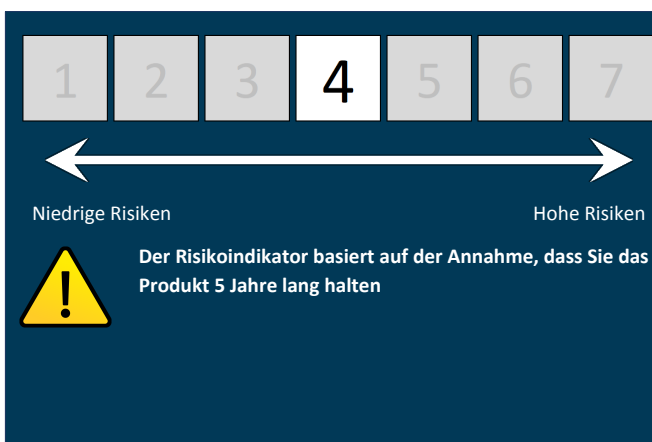 1 2 3 4 5 6 7
Niedrige Risiken Hohe Risiken
!
Der Risikoindikator basiert auf der Annahme, dass Sie das
Produkt 5 Jahre lang halten